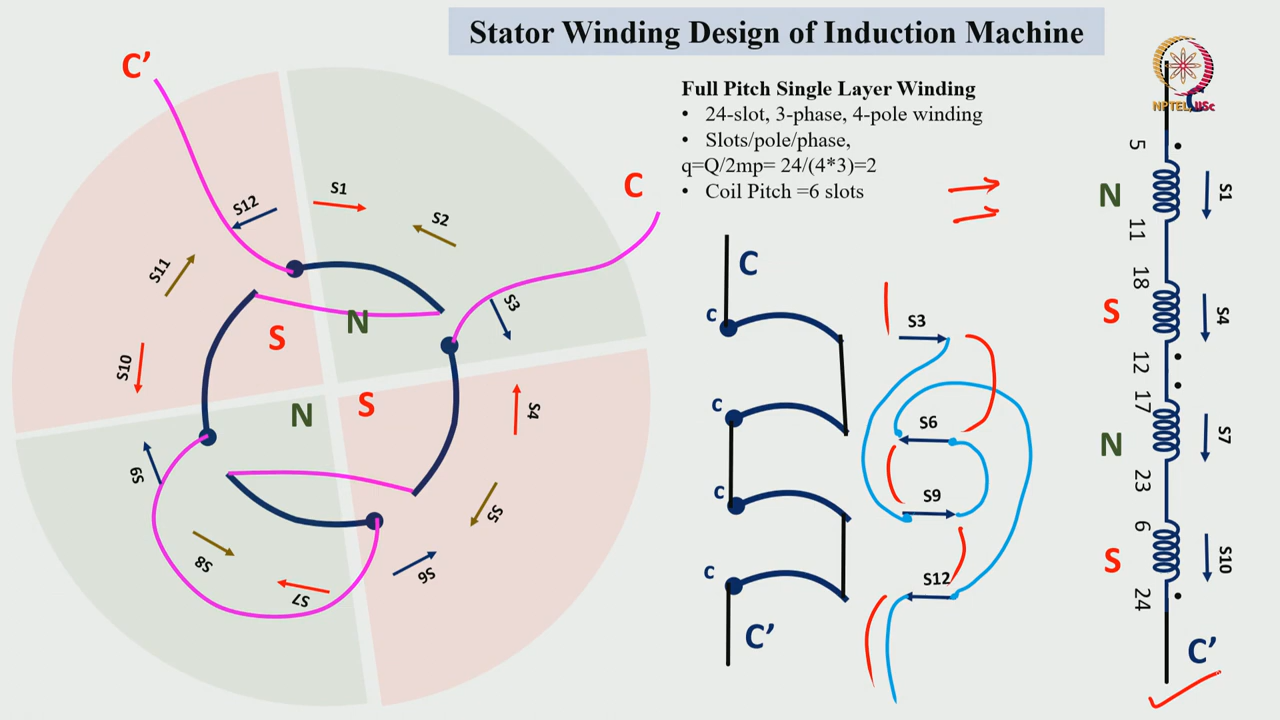 Stator Winding Design of Induction Machine
Full Pitch Single Layer Winding
• 24-slot, 3-phase, 4-pole winding
• Slots/pole/phase,
q=Q/2mp= 24/(4*3)=2
• Coil Pitch =6 slots
C’
C
S12
S1
S2
S11
S3
S
N
S10
N
S
S4
S9
S5
S8
S6
S7
C
c
c
c
c
C’
S3
S6
S9
S12
NPTEL, IISc
5
N
S1
11
18
S
S4
12
17
N
S7
23
6
S
S10
24
C’